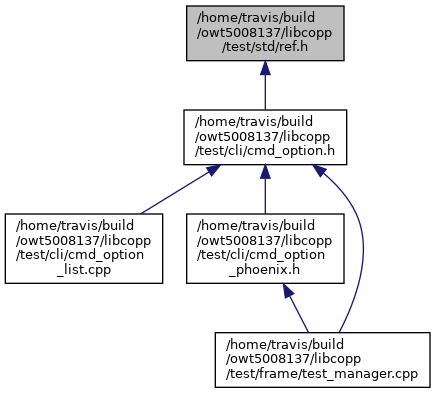 /home/travis/build
/owt5008137/libcopp
/test/std/ref.h
/home/travis/build
/owt5008137/libcopp
/test/cli/cmd_option.h
/home/travis/build
/owt5008137/libcopp
/test/cli/cmd_option
_list.cpp
/home/travis/build
/owt5008137/libcopp
/test/cli/cmd_option
_phoenix.h
/home/travis/build
/owt5008137/libcopp
/test/frame/test_manager.cpp